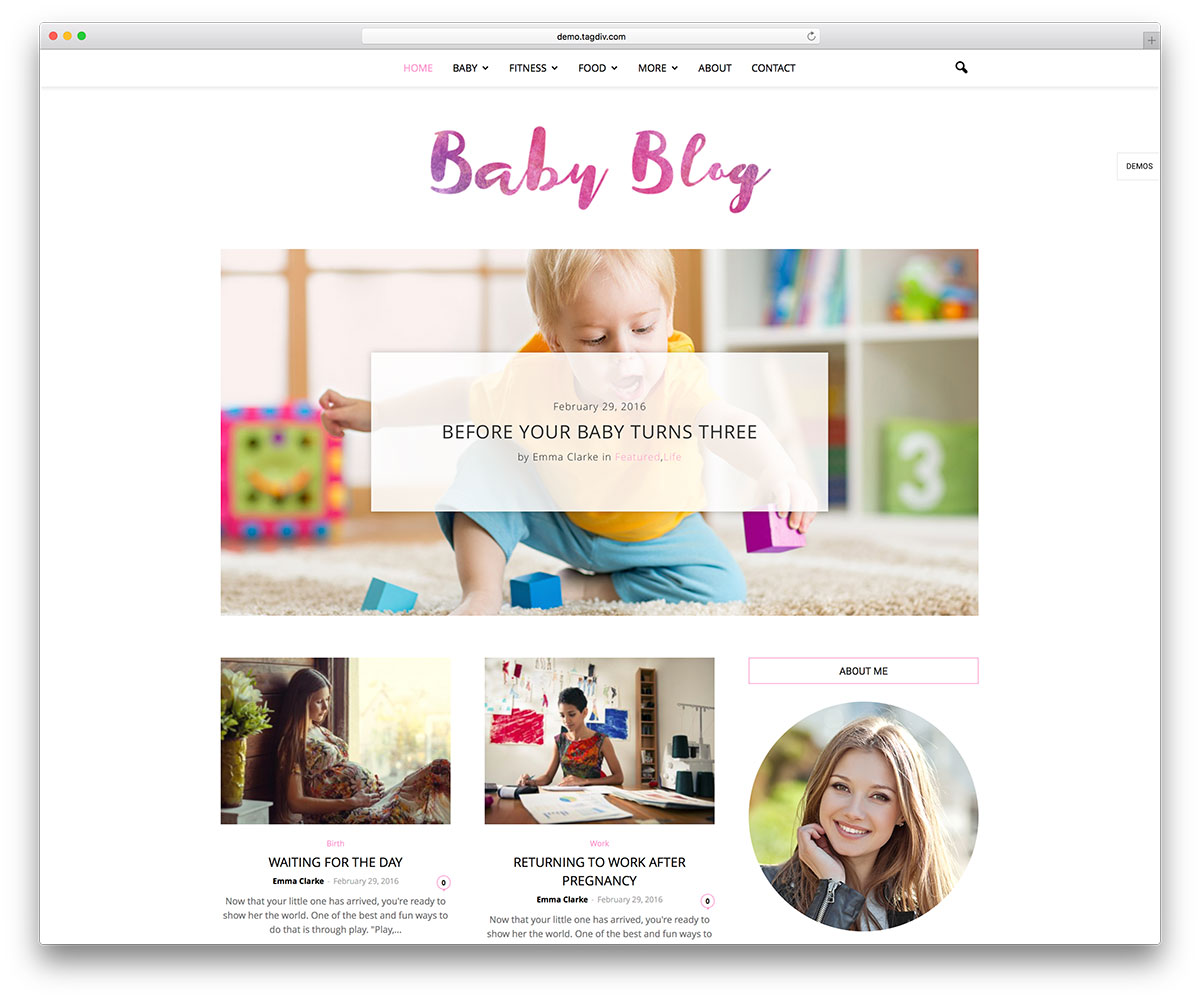 demo.tagdiv.com
HOME BABY FITNESS FOOD MORE ABOUT CONTACT
Baby Blog
DEMOS
3
February 29, 2016
BEFORE YOUR BABY TURNS THREE
by Emma Clarke in Featured,Life
Birth
WAITING FOR THE DAY
Emma Clarke - February 29, 2016
0
Now that your little one has arrived, you're ready to
show her the world. One of the best and fun ways to
do that is through play. "Play,...
Work
RETURNING TO WORK AFTER
PREGNANCY
Emma Clarke - February 29, 2016
0
Now that your little one has arrived, you're ready to
show her the world. One of the best and fun ways to
ABOUT ME